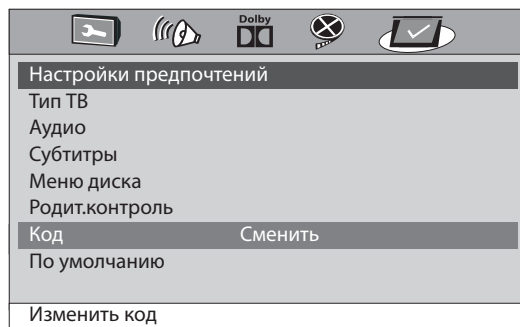 Dolby
Настройки предпочтений
Тип ТВ
Аудио
Субтитры
Меню диска
Родит.контроль
Код Сменить
По умолчанию
Изменить код